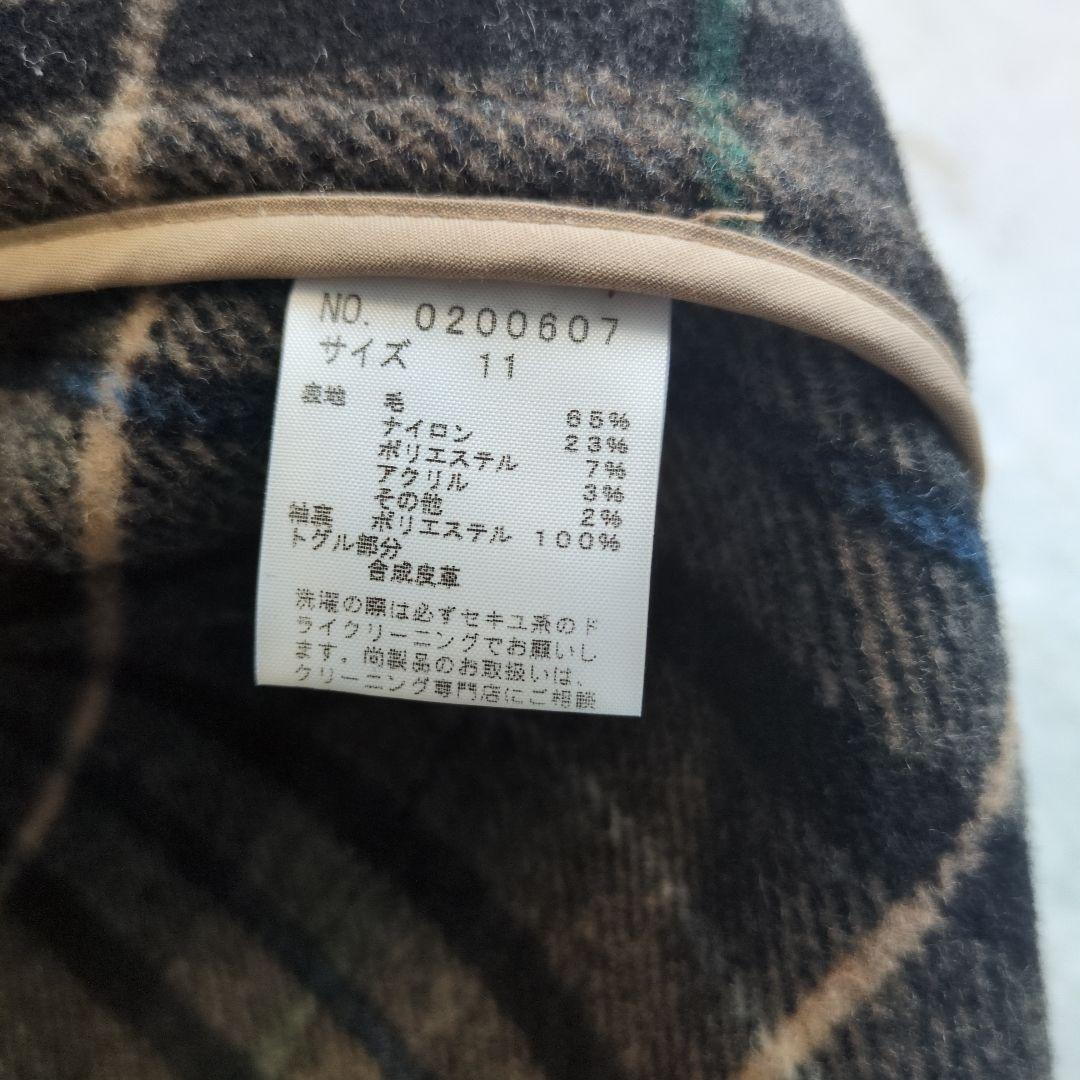 NO. 0200607
サイズ 11
表地 毛 65%
ナイロン 23%
ポリエステル 7%
アクリル 3%
その他 2%
袖裏 ポリエステル 100%
トグル部分
合成皮革
洗濯の際は必ずセキユ系のド
ライクリーニングでお願いし
ます．尚製品のお取扱いは、
クリーニング専門店にご相談